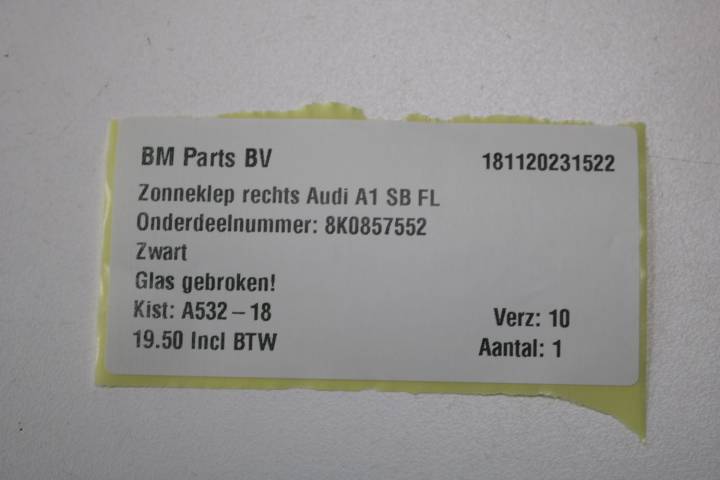 BM Parts BV 181120231522
Zonneklep rechts Audi A1 SB FL
Onderdeelnummer: 8K0857552
Zwart
Glas gebroken!
Kist: A532 – 18 Verz: 10
19.50 Incl BTW Aantal: 1